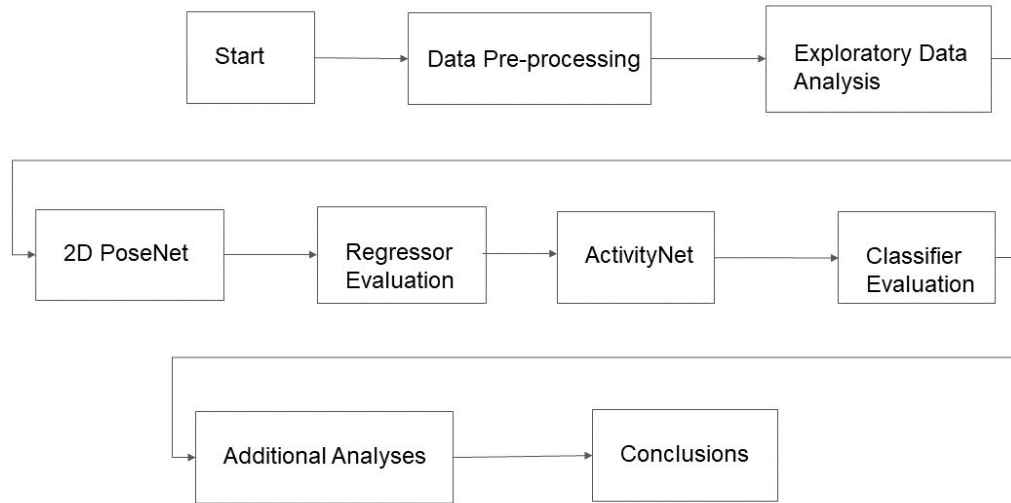 Start
Data Pre-processing
Exploratory Data
Analysis
2D PoseNet
Regressor
Evaluation
ActivityNet
Classifier
Evaluation
Additional Analyses
Conclusions